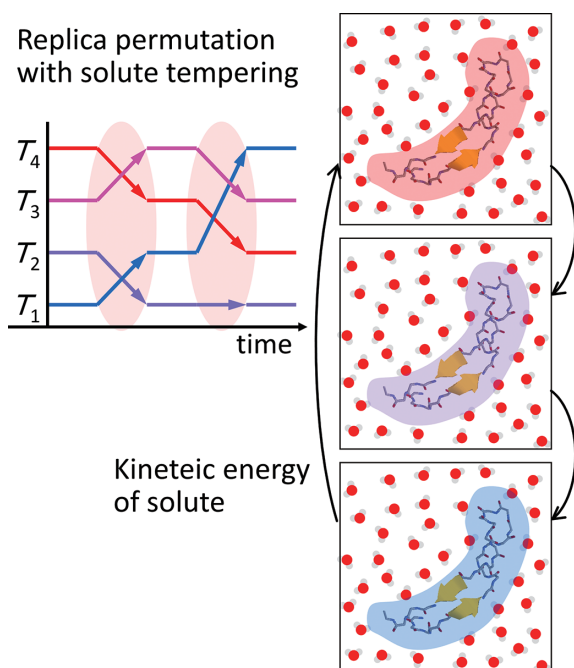 Replica permutation
with solute tempering
T4
T3
T2
T1
time
Kineteic energy
of solute